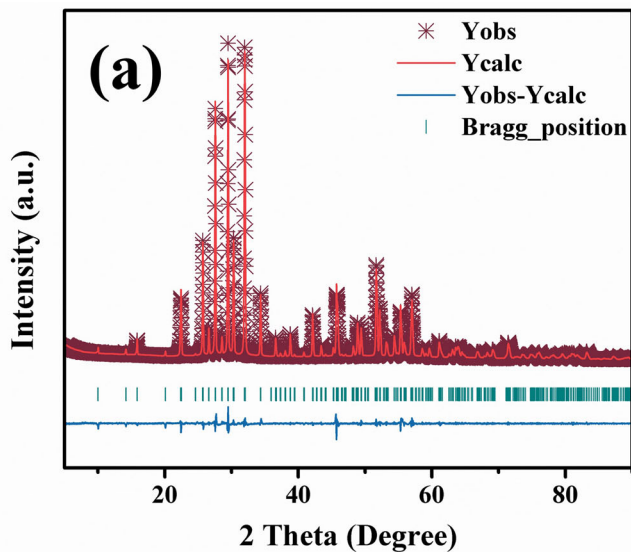 (a)
Yobs
Ycalc
Yobs-Ycalc
Bragg_position
Intensity (a.u.)
20
40
60
80
2 Theta (Degree)